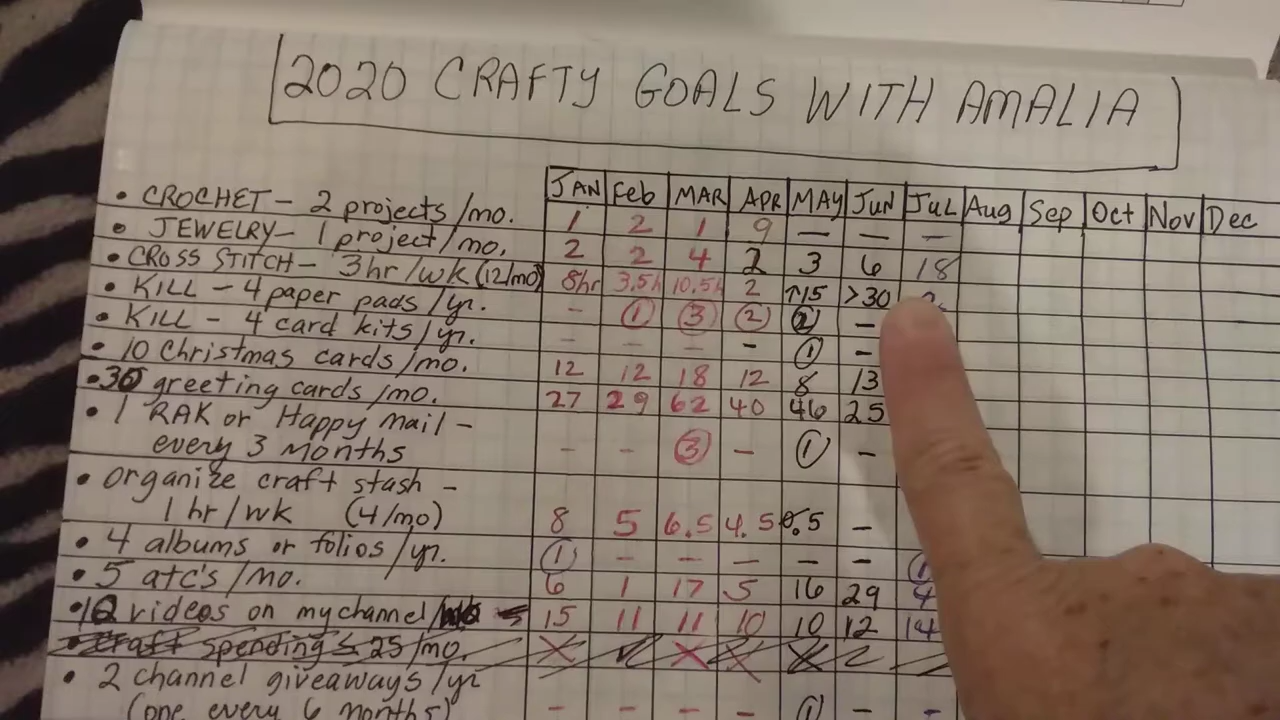 2020 CRAFTY GOALS WITH AMALIA
JAN Feb MAR APR MAY JUN JUL Aug Sep Oct Nov Dec
• CROCHET - 2 projects/mo. 1 2 1 9 — — —
• JEWELRY - 1 project/mo. 2 2 4 2 3 6 18
• CROSS STITCH - 3hr/wk (12/mo) 8hr 3.5h 10.5h 2 ↑15 >30
• KILL - 4 paper pads/yr. - 1 3 2 2 -
• KILL - 4 card kits/yr. - - - - 1 -
• 10 Christmas cards/mo. 12 12 18 12 8 13
• 30 greeting cards/mo. 27 29 62 40 46 25
• 1 RAK or Happy Mail -
every 3 months - - 3 - 1 -
• organize craft stash -
1 hr/wk (4/mo) 8 5 6.5 4.5 0.5 -
• 4 albums or folios/yr. 1 - - - - - 1
• 5 atc's/mo. 6 1 17 5 16 29 4
• 10 videos on my channel/ 15 11 11 10 10 12 14
• craft spending ≤ 25/mo.
• 2 channel giveaways/yr
(one every 6 months) - - - - 1 - -